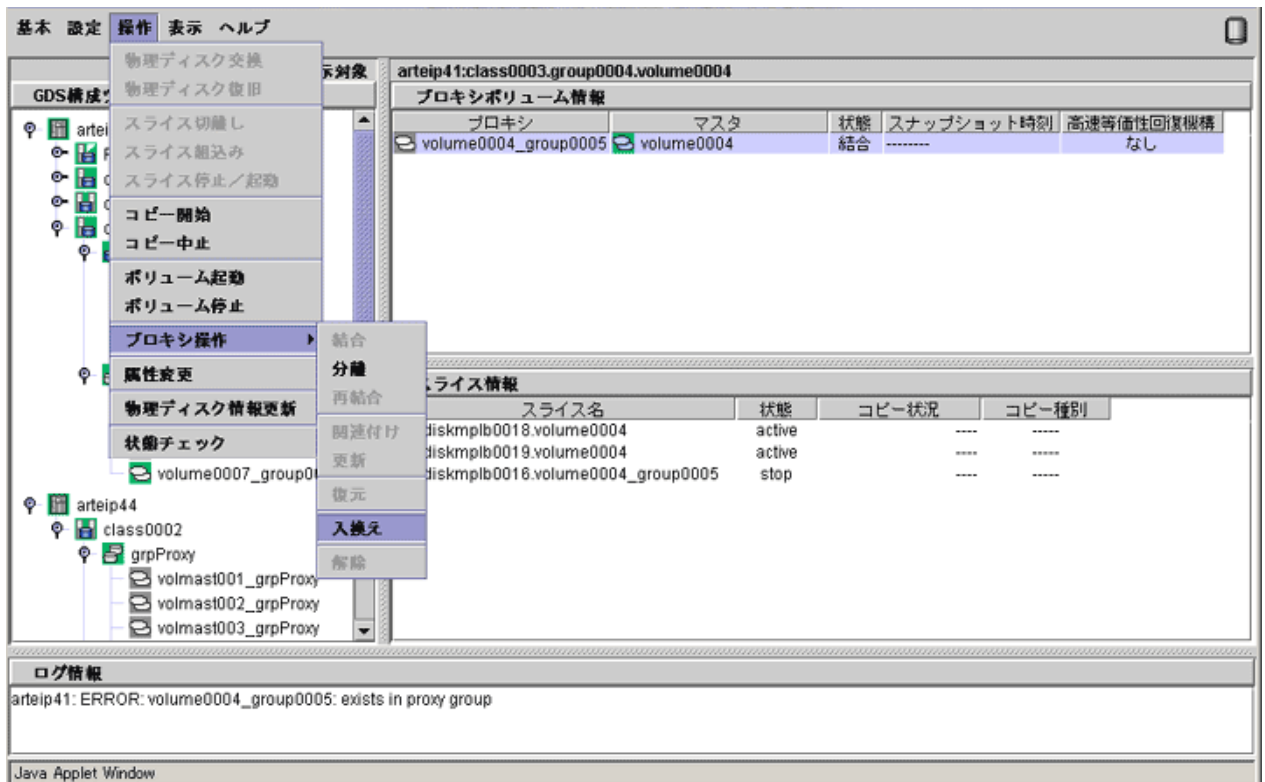 基本 設定 操作 表示 ヘルプ
物理ディスク交換
物理ディスク復旧
スライス切離し
スライス組込み
スライス停止／起動
コピー開始
コピー中止
ボリューム起動
ボリューム停止
プロキシ操作
属性変更
物理ディスク情報更新
状態チェック
結合
分離
再結合
関連付け
更新
復元
入換え
解除
示対象
GDS構成
artei
volume0007_group0
arteip44
class0002
grpProxy
volmast001_grpProxy
volmast002_grpProxy
volmast003_grpProxy
arteip41:class0003.group0004.volume0004
プロキシボリューム情報
プロキシ マスタ 状態 スナップショット時刻 高速等価性回復機構
volume0004_group0005 volume0004 結合 -------- なし
ライス情報
スライス名 状態 コピー状況 コピー種別
diskmplb0018.volume0004 active ---- -----
diskmplb0019.volume0004 active ---- -----
diskmplb0016.volume0004_group0005 stop ---- -----
ログ情報
arteip41: ERROR: volume0004_group0005: exists in proxy group
Java Applet Window